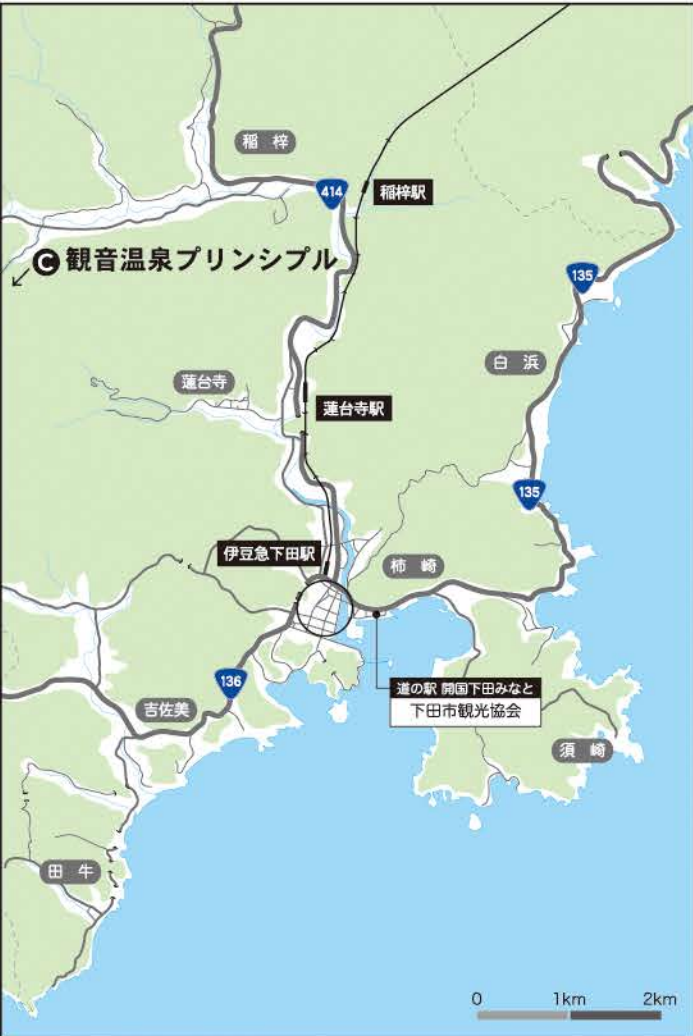 稲 梓
414
稲梓駅
C 観音温泉プリンシプル
135
白 浜
蓮台寺
蓮台寺駅
135
伊豆急下田駅
柿 崎
136
吉佐美
道の駅 開国下田みなと
下田市観光協会
須 崎
田 牛
0 1km 2km